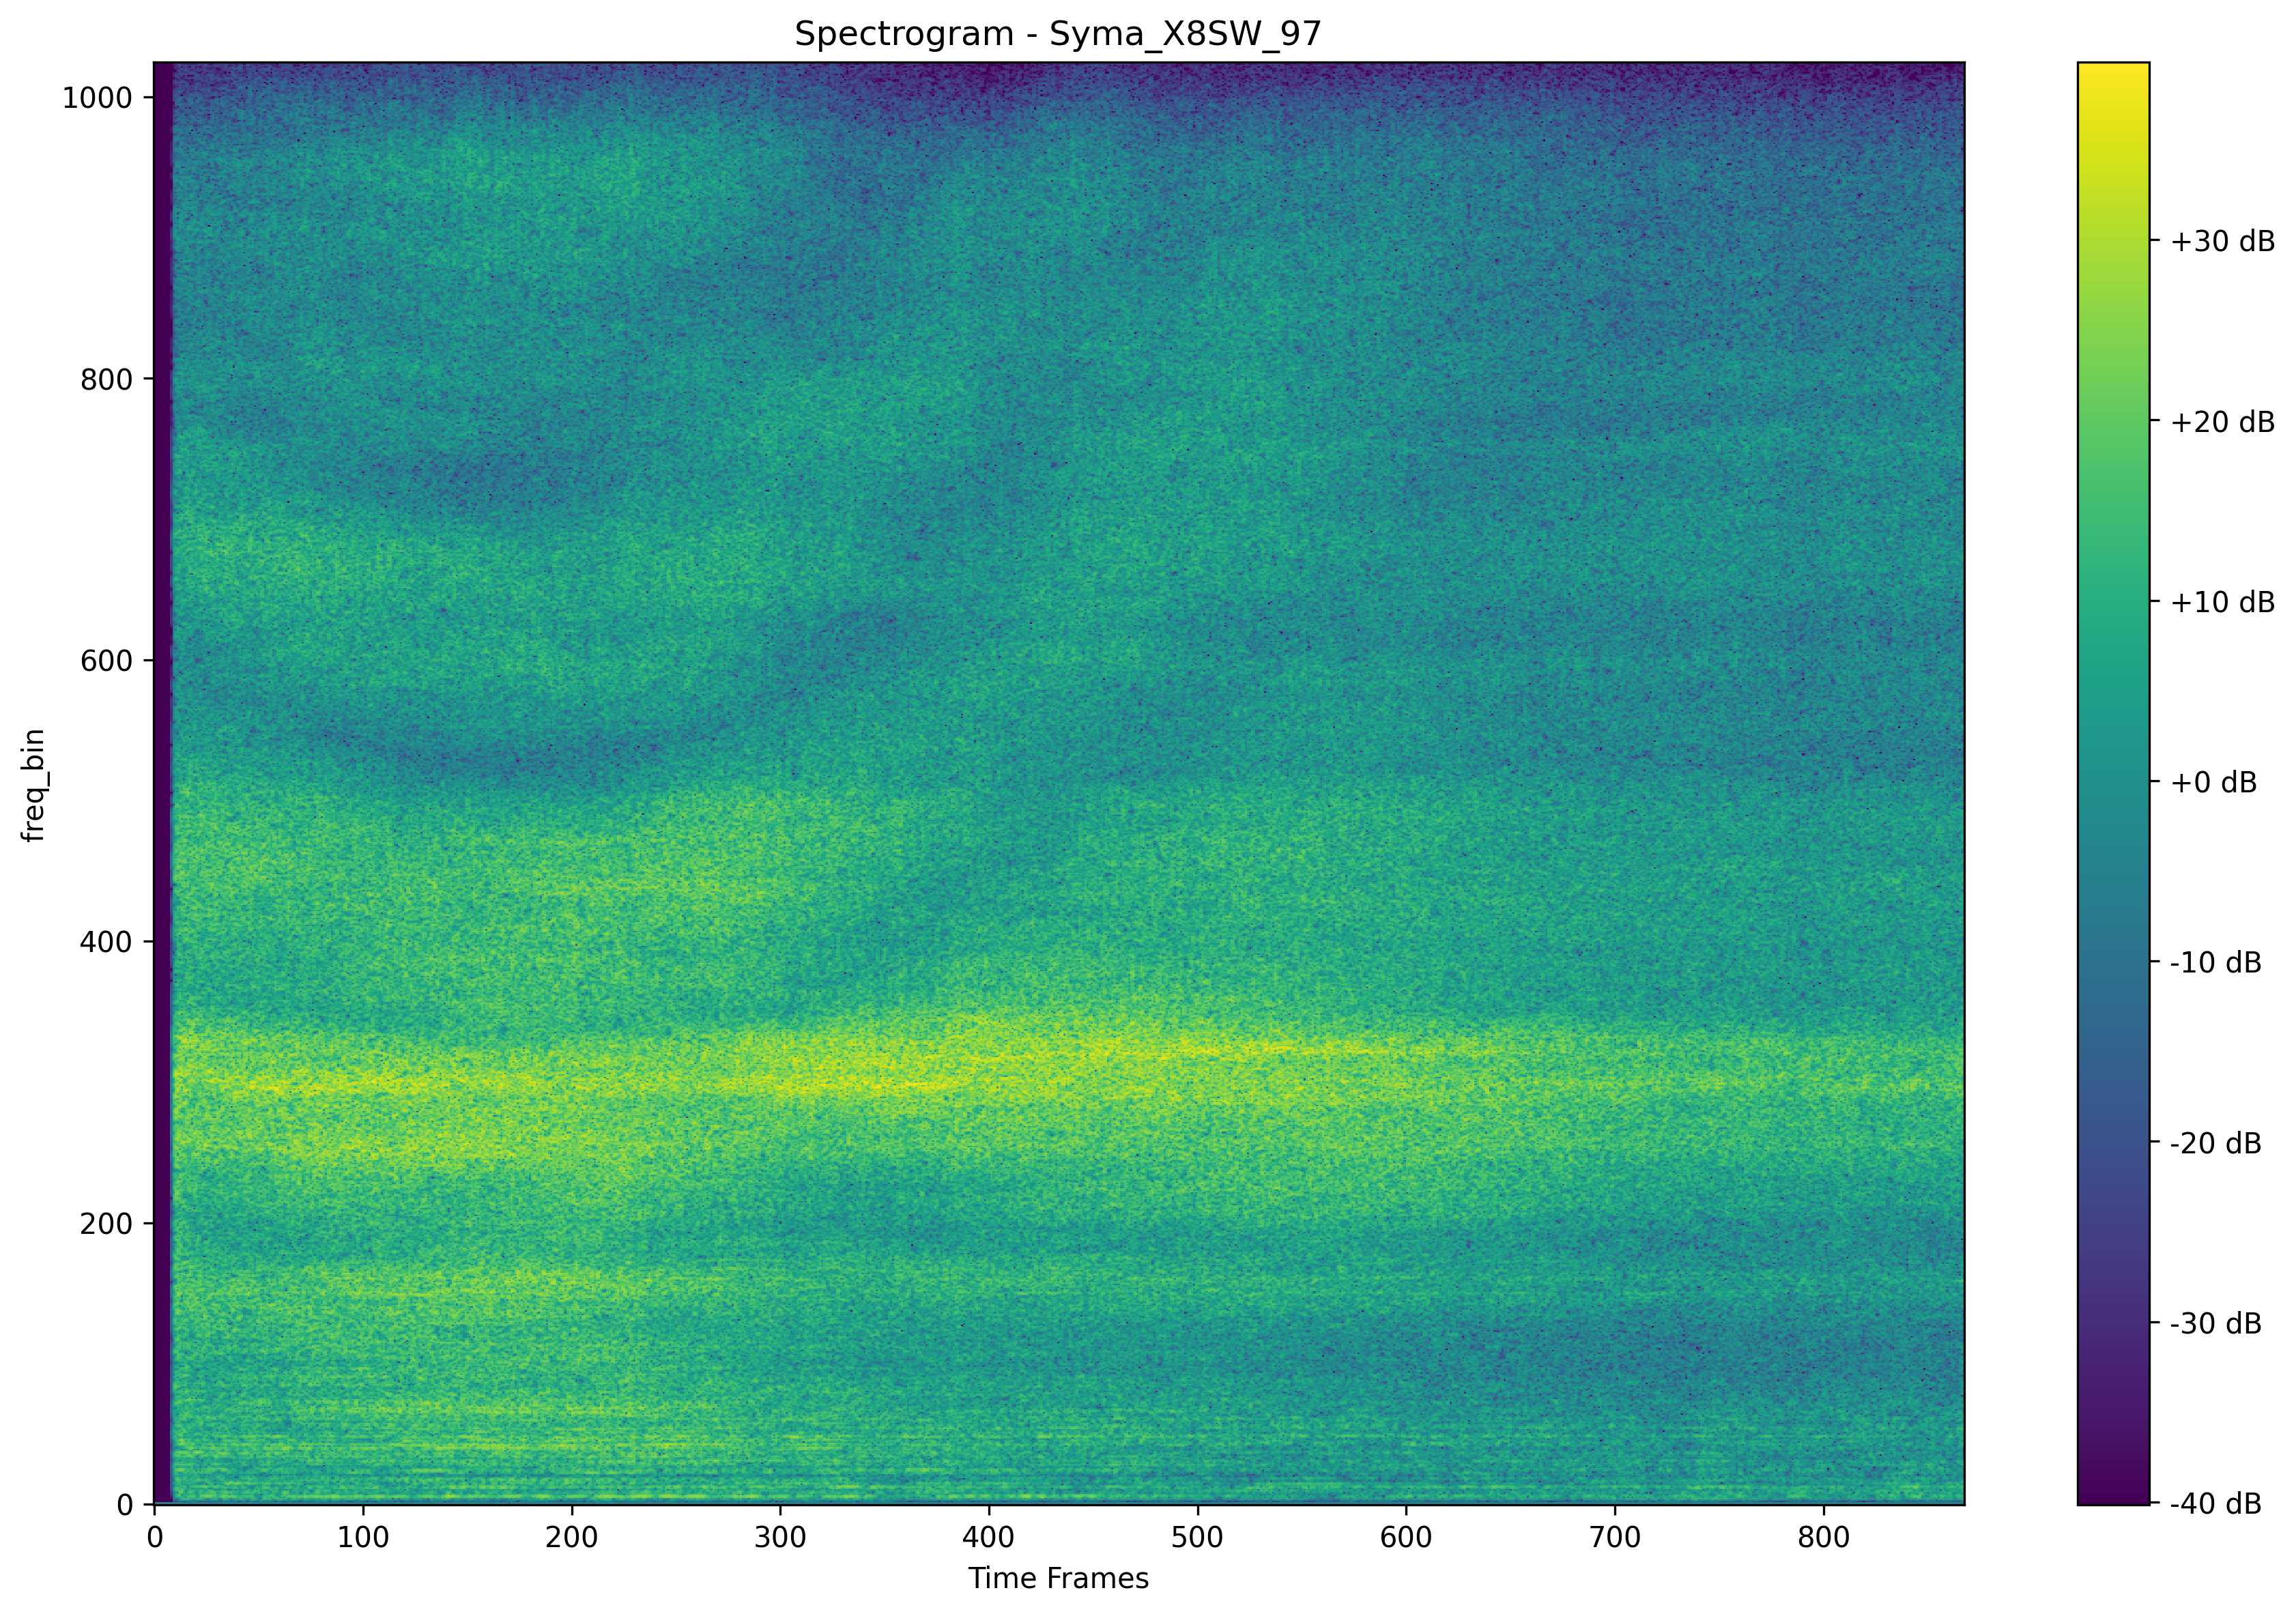 Spectrogram - Syma_X8SW_97
1000
800
600
400
200
0
freq_bin
0 100 200 300 400 500 600 700 800
Time Frames
+30 dB
+20 dB
+10 dB
+0 dB
-10 dB
-20 dB
-30 dB
-40 dB